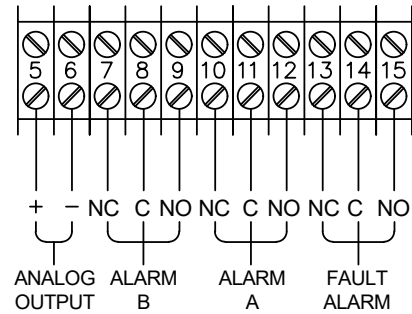 5 6 7 8 9 10 11 12 13 14 15
+ − NC C NO NC C NO NC C NO
ANALOG ALARM ALARM FAULT
OUTPUT B A ALARM